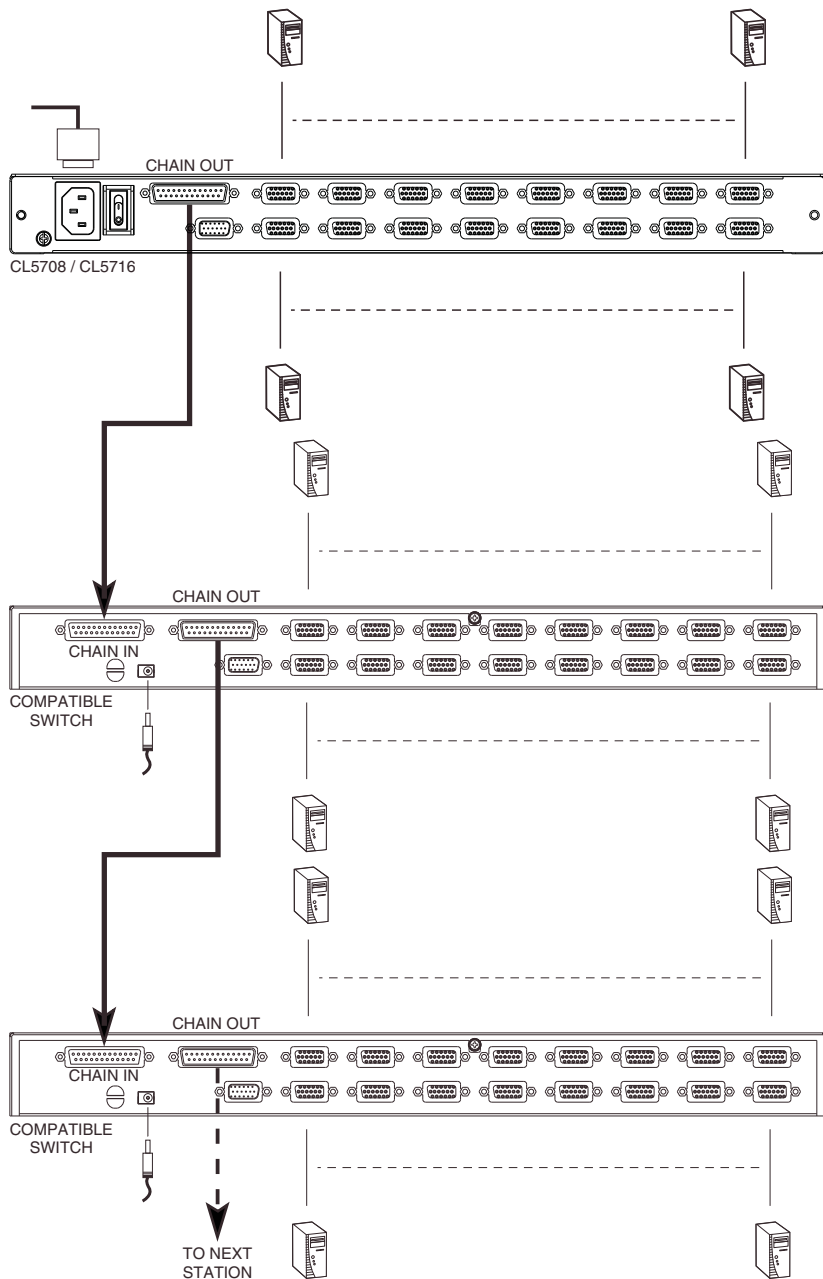 CHAIN OUT
CL5708 / CL5716
CHAIN OUT
CHAIN IN
COMPATIBLE
SWITCH
CHAIN OUT
CHAIN IN
COMPATIBLE
SWITCH
TO NEXT
STATION